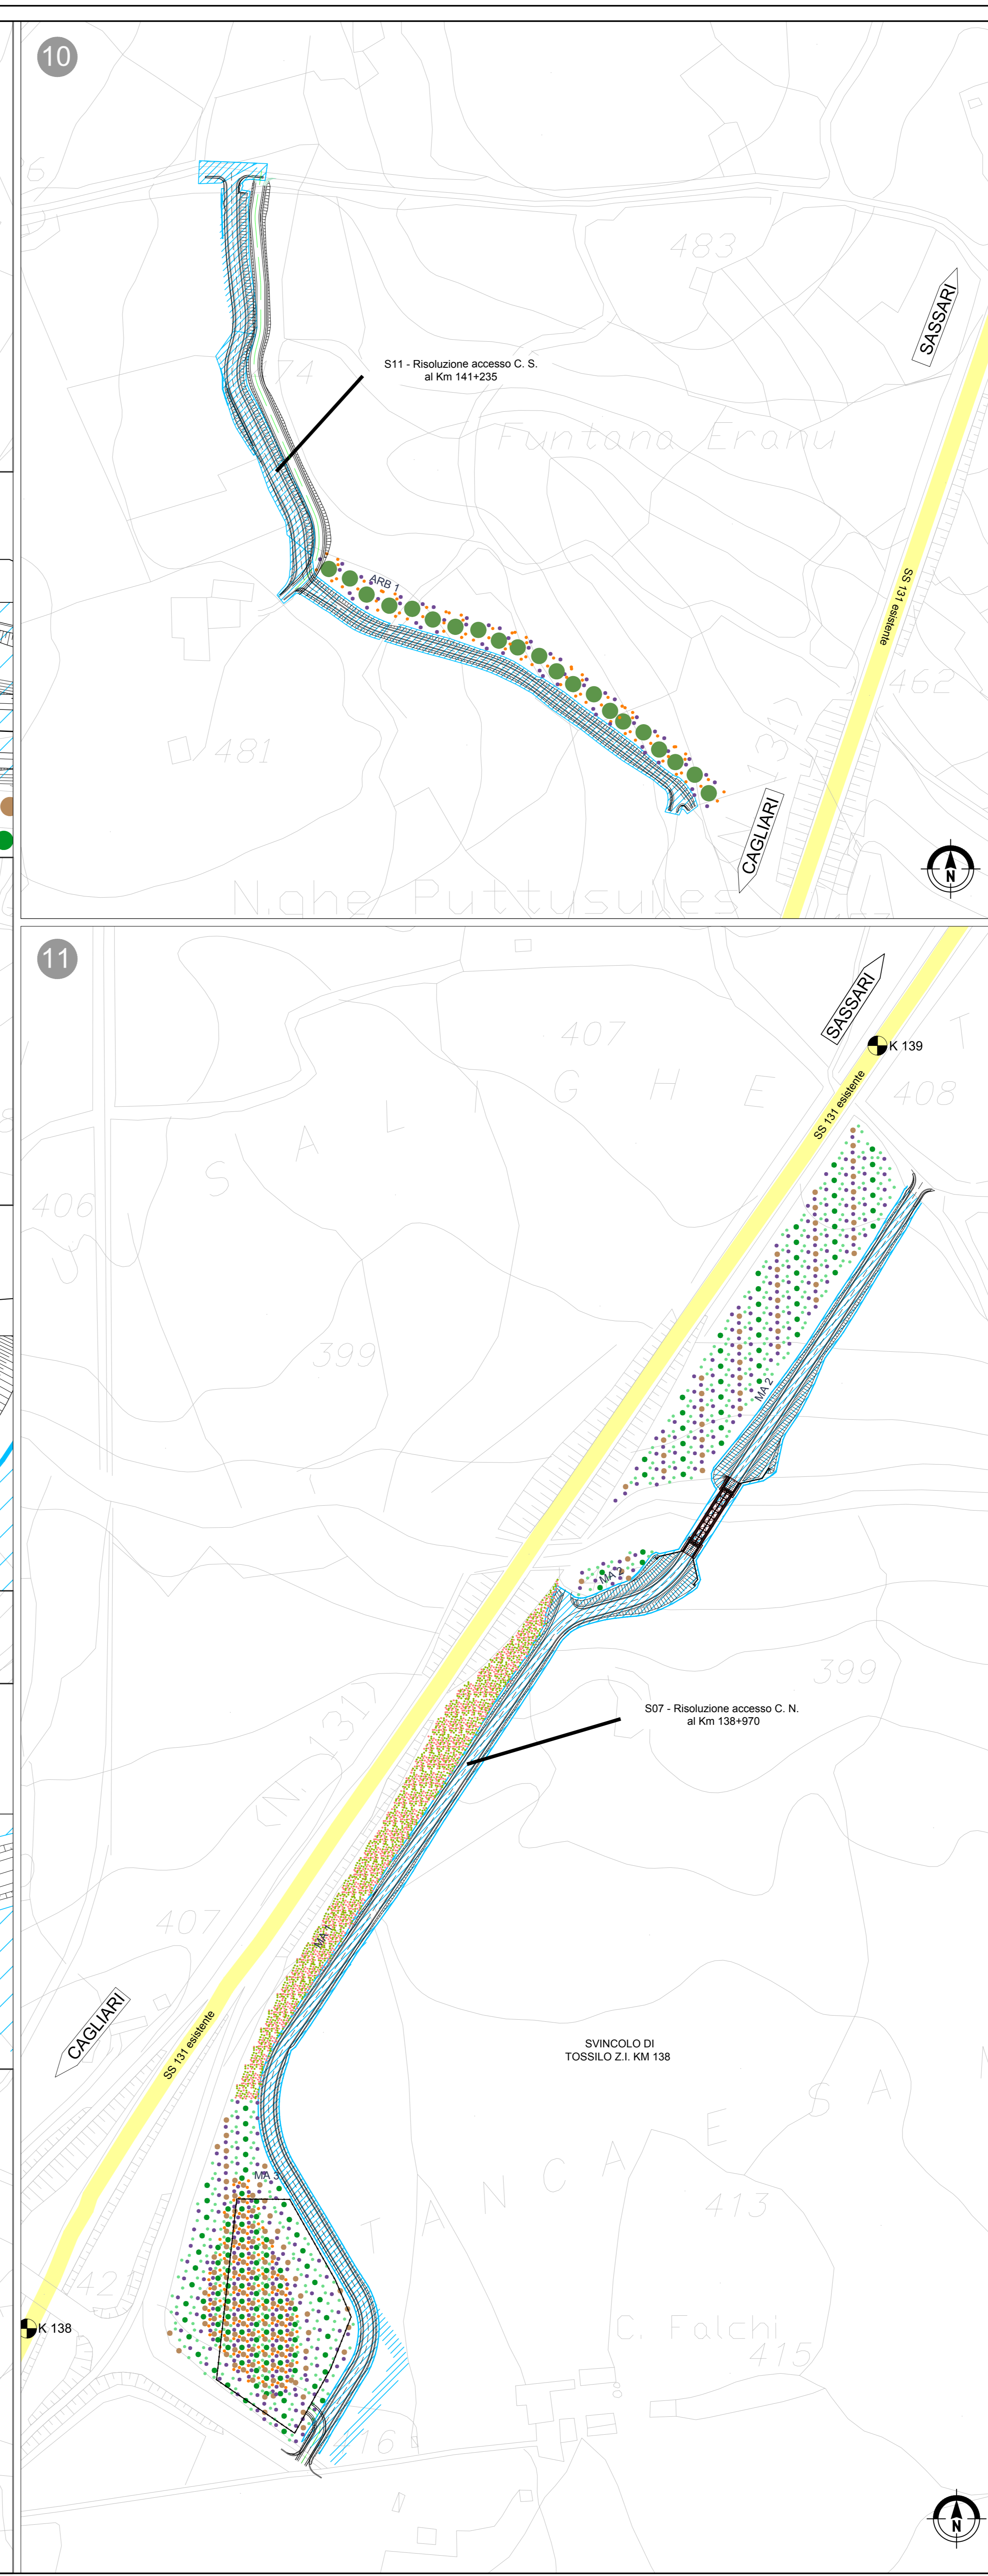 10
483
SASSARI
74
S11 - Risoluzione accesso C. S.
al Km 141+235
Funtana Eranu
SS 131 esistente
ARB 1
462
481
131)
CAGLIARI
N.ghe Puttusuiles
N
11
SASSARI
407
K 139
G H E
SS 131 esistente
408
S A L I
406
399
MA 2
MA 2
399
S07 - Risoluzione accesso C. N.
al Km 138+970
(N. 131)
407
MA 1
CAGLIARI
SS 131 esistente
SVINCOLO DI
TOSSILO Z.I. KM 138
MA 3
T A N C A E S A
413
K 138
C. Falchi
415
N